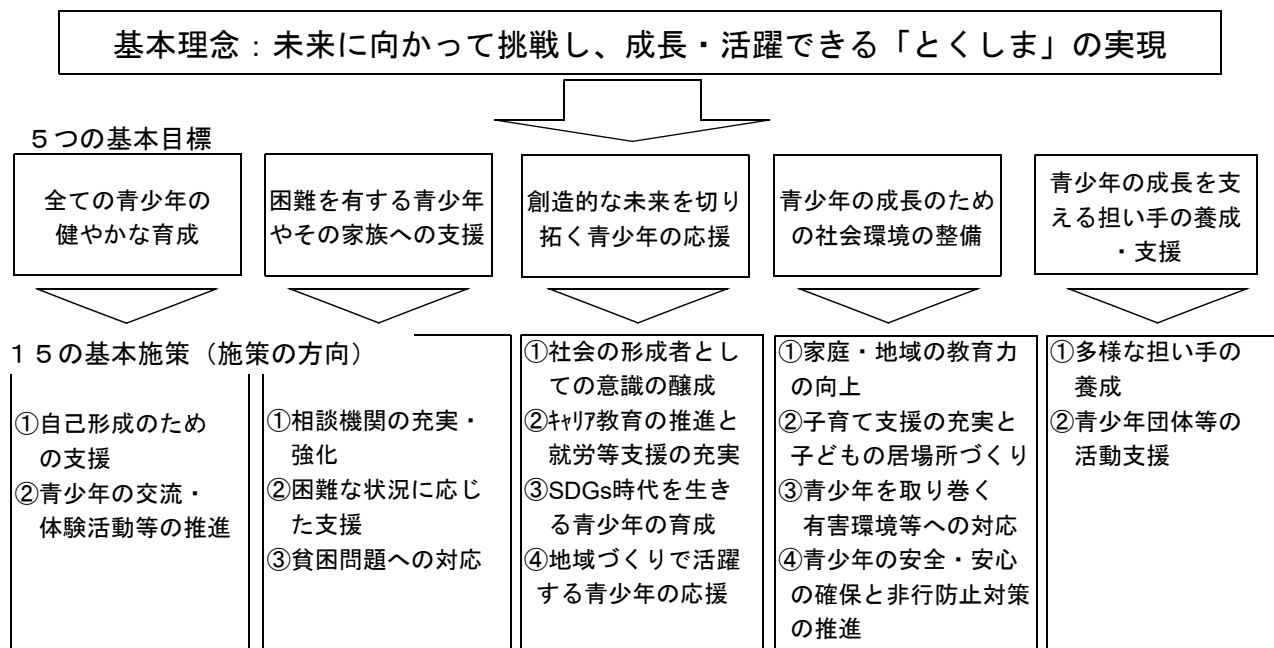 基本理念：未来に向かって挑戦し、成長・活躍できる「とくしま」の実現
５つの基本目標
全ての青少年の
健やかな育成
困難を有する青少年
やその家族への支援
創造的な未来を切り
拓く青少年の応援
青少年の成長のため
の社会環境の整備
青少年の成長を支
える担い手の養成
・支援
１５の基本施策（施策の方向）
①自己形成のため
の支援
②青少年の交流・
体験活動等の推進
①相談機関の充実・
強化
②困難な状況に応じ
た支援
③貧困問題への対応
①社会の形成者とし
ての意識の醸成
②ｷｬﾘｱ教育の推進と
就労等支援の充実
③SDGs時代を生き
る青少年の育成
④地域づくりで活躍
する青少年の応援
①家庭・地域の教育力
の向上
②子育て支援の充実と
子どもの居場所づくり
③青少年を取り巻く
有害環境等への対応
④青少年の安全・安心
の確保と非行防止対策
の推進
①多様な担い手の
養成
②青少年団体等の
活動支援